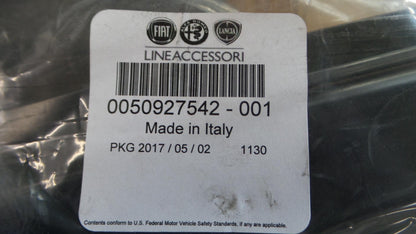 FIAT LANCIA
LINEACCESSORI
0050927542 - 001
Made in Italy
PKG 2017 / 05 / 02 1130
Contents conform to U.S. Federal Motor Vehicle Safety Standards, if any are applicable.